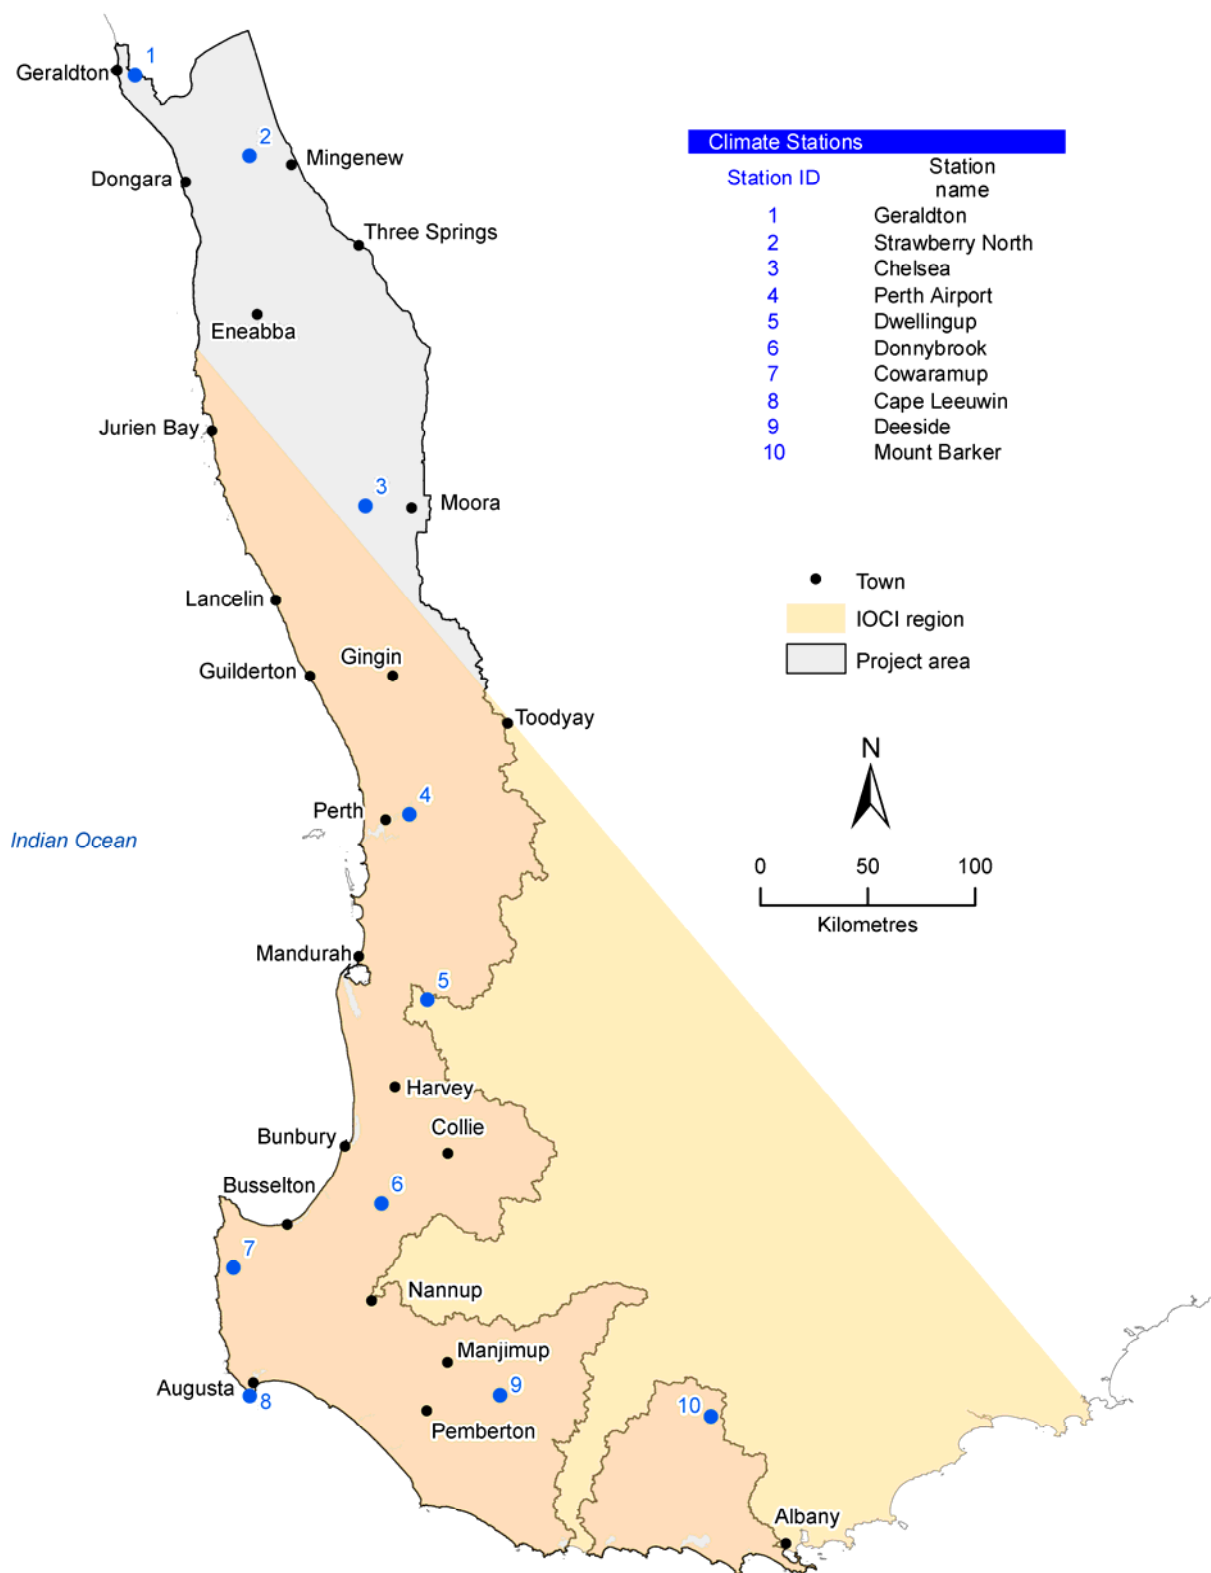 1
Geraldton
2
Mingenew
Dongara
Three Springs
Eneabba
Jurien Bay
3
Moora
Lancelin
Gingin
Guilderton
Toodyay
4
Perth
Indian Ocean
Mandurah
5
Harvey
Collie
Bunbury
Busselton
6
7
Nannup
Manjimup
Augusta
8
9
10
Pemberton
Albany
Climate Stations
Station ID Station
name
1 Geraldton
2 Strawberry North
3 Chelsea
4 Perth Airport
5 Dwellingup
6 Donnybrook
7 Cowaramup
8 Cape Leeuwin
9 Deeside
10 Mount Barker
Town
IOCI region
Project area
N
0 50 100
Kilometres